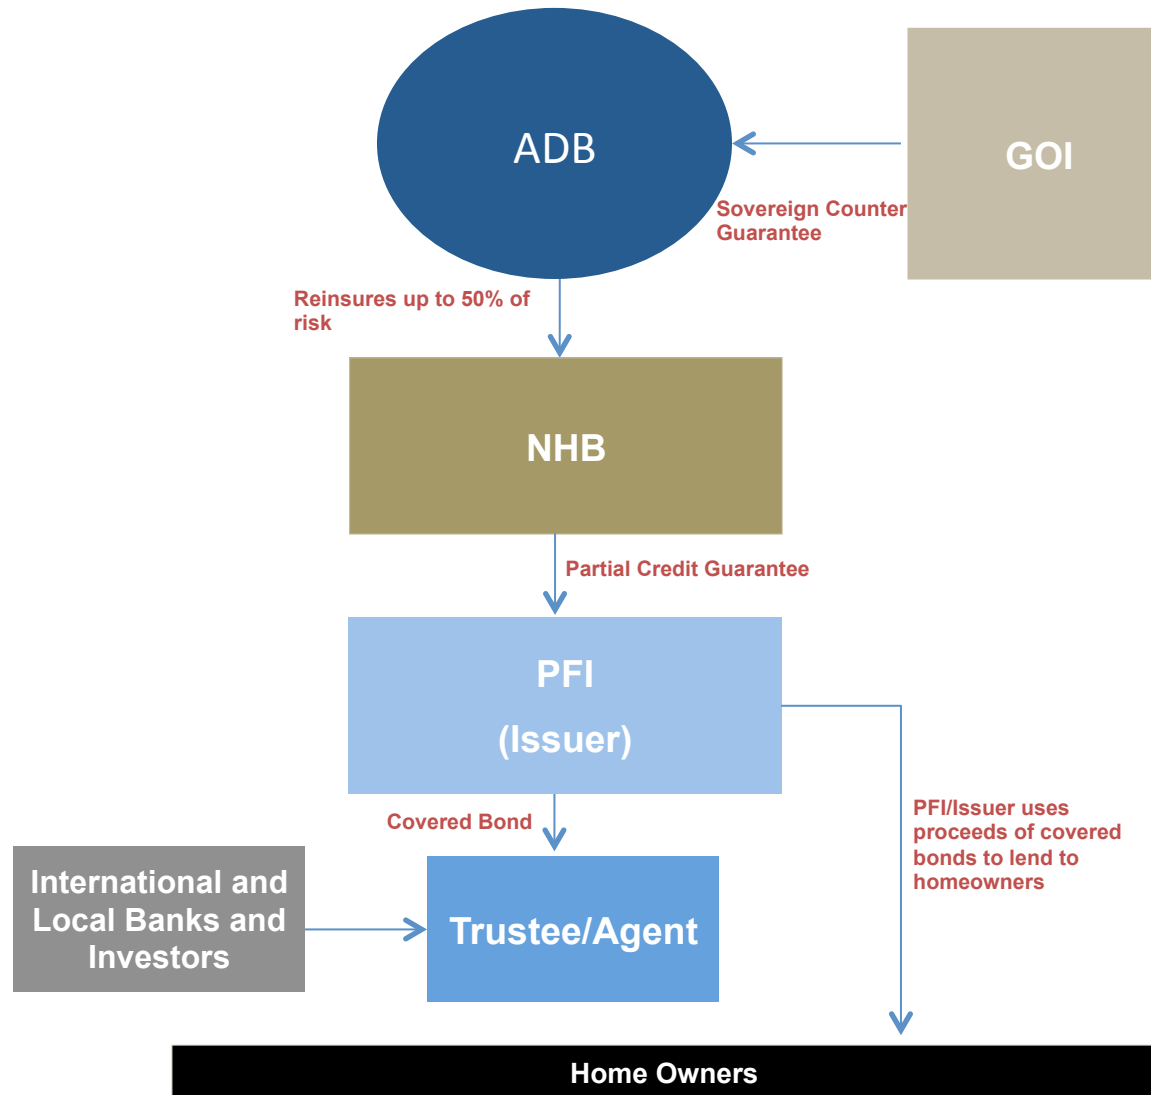 ADB
GOI
Sovereign Counter
Guarantee
Reinsures up to 50% of
risk
NHB
Partial Credit Guarantee
PFI
(Issuer)
Covered Bond
PFI/Issuer uses
proceeds of covered
bonds to lend to
homeowners
International and
Local Banks and
Investors
Trustee/Agent
Home Owners